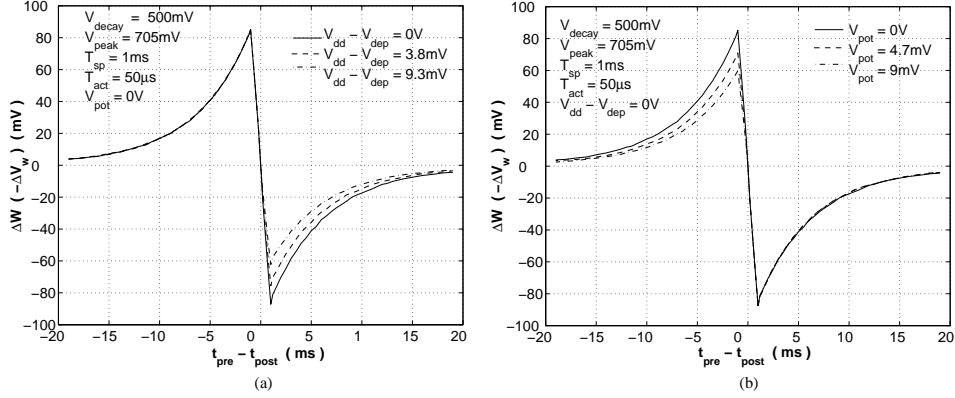 V_decay = 500mV
V_peak = 705mV
T_sp = 1ms
T_act = 50μs
V_pot = 0V
V_dd − V_dep = 0V
V_dd − V_dep = 3.8mV
V_dd − V_dep = 9.3mV
100
80
60
40
20
0
−20
−40
−60
−80
−100
ΔW (−ΔV_w) (mV)
−20
−15
−10
−5
0
5
10
15
20
t_pre − t_post (ms)
(a)
V_decay = 500mV
V_peak = 705mV
T_sp = 1ms
T_act = 50μs
V_dd − V_dep = 0V
V_pot = 0V
V_pot = 4.7mV
V_pot = 9mV
100
80
60
40
20
0
−20
−40
−60
−80
−100
ΔW (−ΔV_w) (mV)
−20
−15
−10
−5
0
5
10
15
20
t_pre − t_post (ms)
(b)